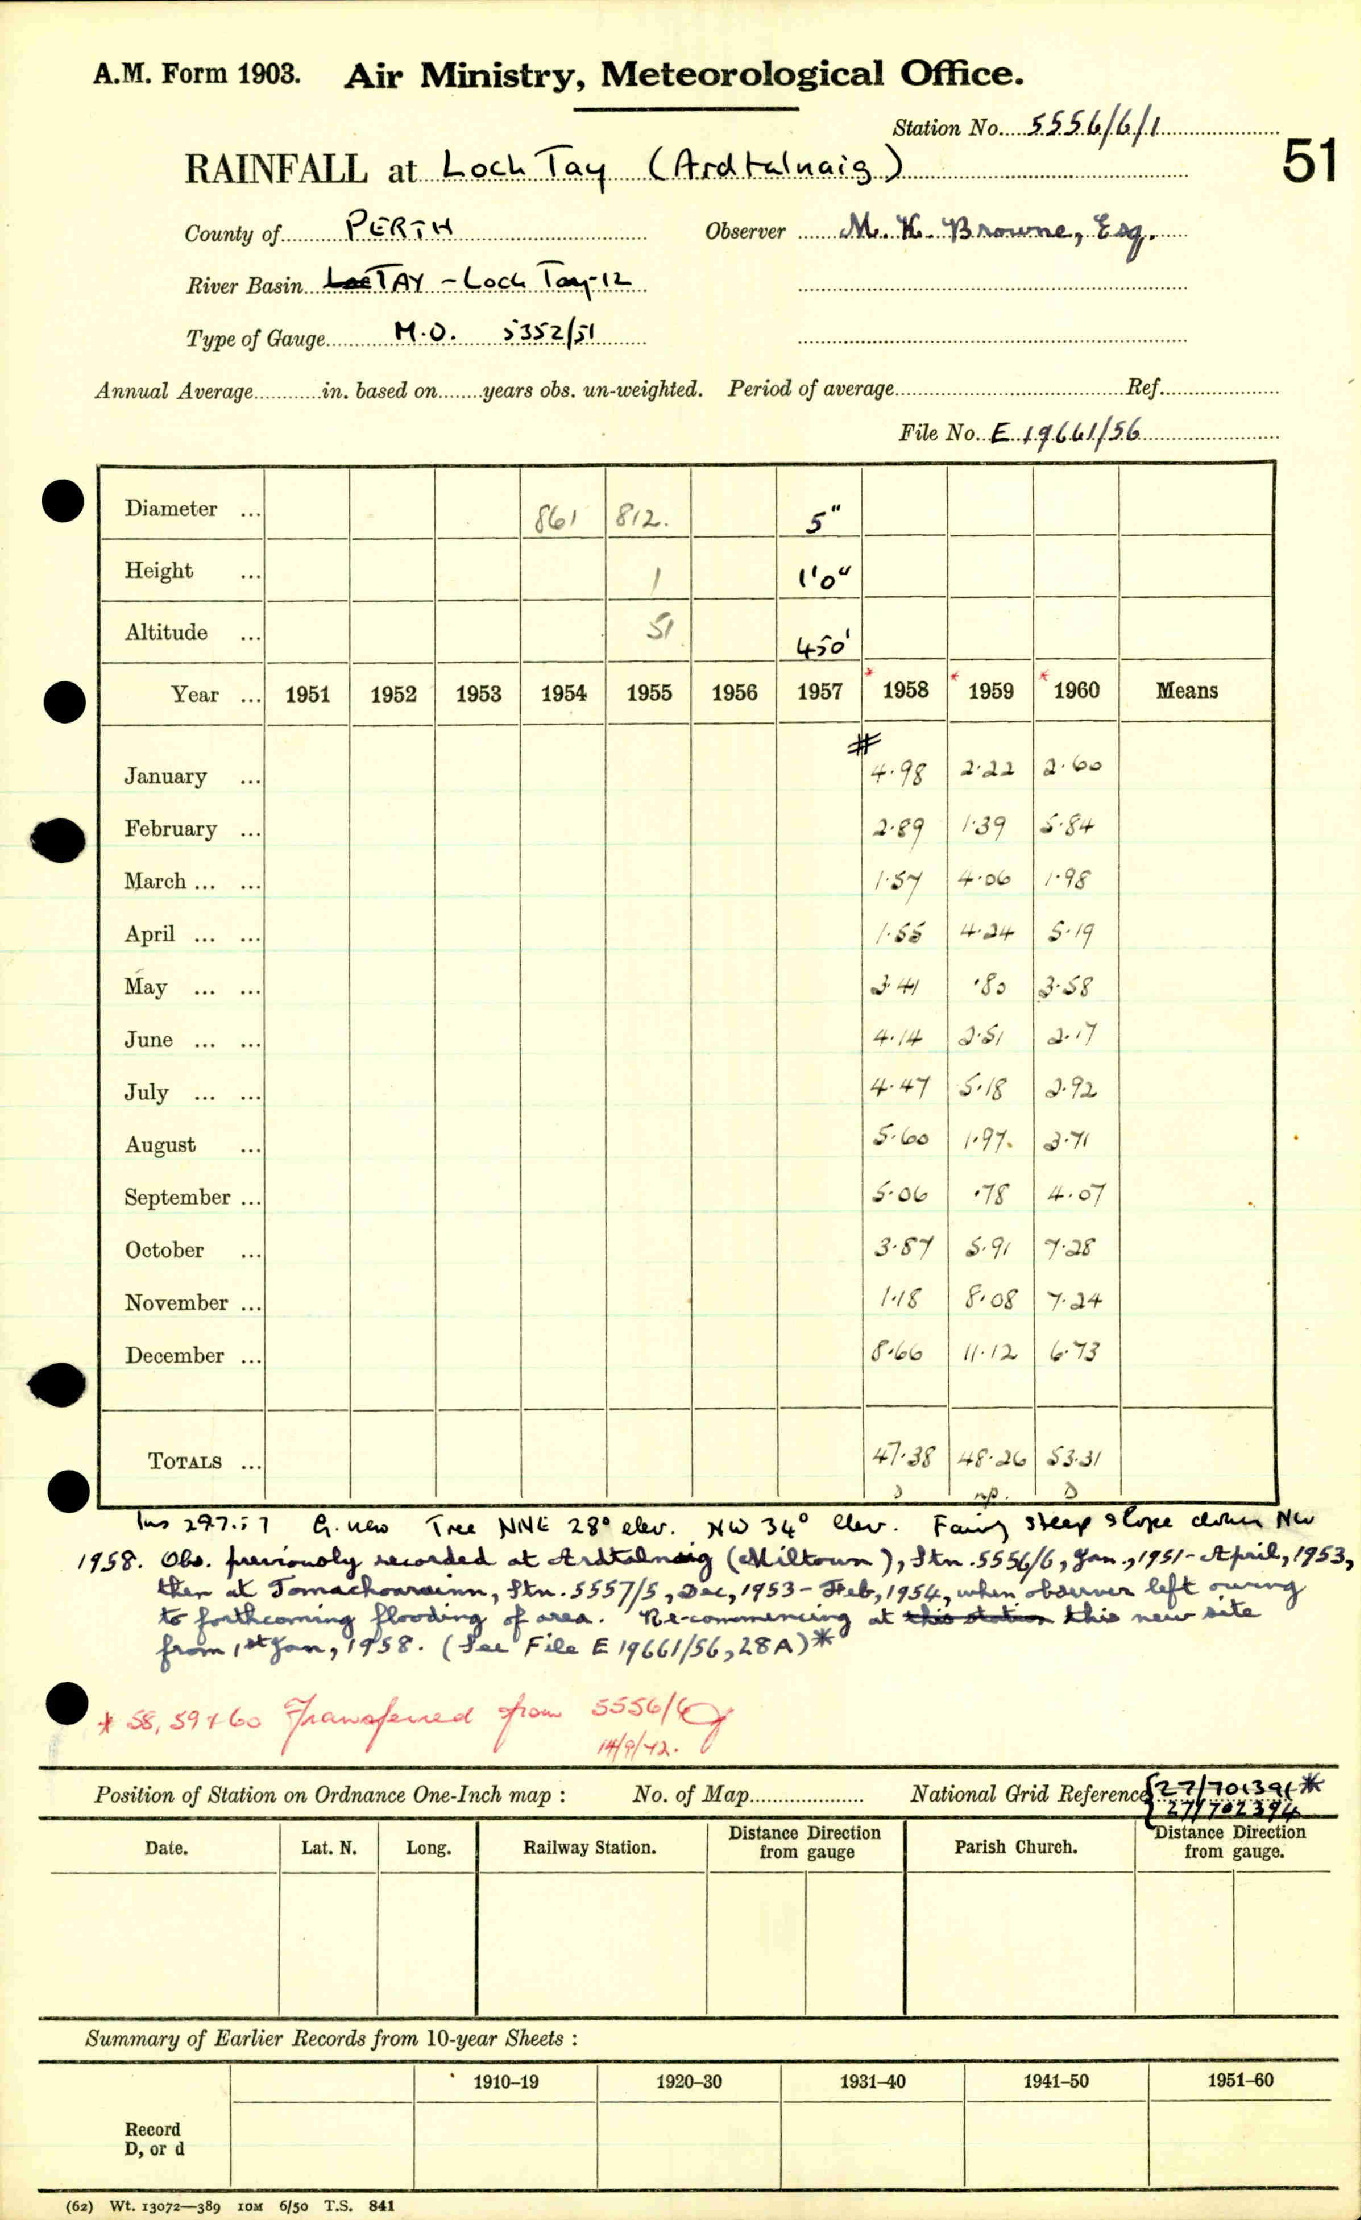 A.M. Form 1903. Air Ministry, Meteorological Office.
Station No. 5556/6/1
51
RAINFALL at Loch Tay (Ardtalnaig)
County of PERTH Observer M. K. Browne, Esq.
River Basin TAY - Loch Tay-12
Type of Gauge M.O. 5352/51
Annual Average in. based on years obs. un-weighted. Period of average Ref.
File No. E 19661/56
Diameter ... 861 812. 5"
Height ... 1 1'0"
Altitude ... 51 450'
Year ... 1951 1952 1953 1954 1955 1956 1957 * 1958 * 1959 * 1960 Means
#
January ... 4.98 2.22 2.60
February ... 2.89 1.39 5.84
March ... ... 1.57 4.06 1.98
April ... ... 1.55 4.24 5.19
May ... ... 3.41 .80 3.58
June ... ... 4.14 2.51 2.17
July ... ... 4.47 5.18 2.92
August ... 5.60 1.97 3.71
September ... 5.06 .78 4.07
October ... 3.87 5.91 7.28
November ... 1.18 8.08 7.24
December ... 8.66 11.12 6.73
TOTALS ... 47.38 48.26 53.31
Ins 29.7.57 G. new Tree NNE 28° elev. NW 34° elev. Facing steep slope down NW
1958. Obs. previously recorded at Ardtalnaig (Miltown), Stn. 5556/6, Jan., 1951 - April, 1953,
then at Stn. 5557/5, Dec, 1953 - Feb, 1954, when observer left owing
to forthcoming flooding of area. Re-commencing at this station this new site
from 1st Jan, 1958. (See File E 19661/56, 28A)*
* 58, 59 & 60 Transferred from 5556/6
14/9/72.
Position of Station on Ordnance One-Inch map : No. of Map National Grid Reference { 27/701391 *
27/702394
Date. Lat. N. Long. Railway Station. Distance Direction from gauge Parish Church. Distance Direction from gauge.
Summary of Earlier Records from 10-year Sheets :
1910–19 1920–30 1931–40 1941–50 1951–60
Record
D, or d
(62) Wt. 13072—389 10M 6/50 T.S. 841